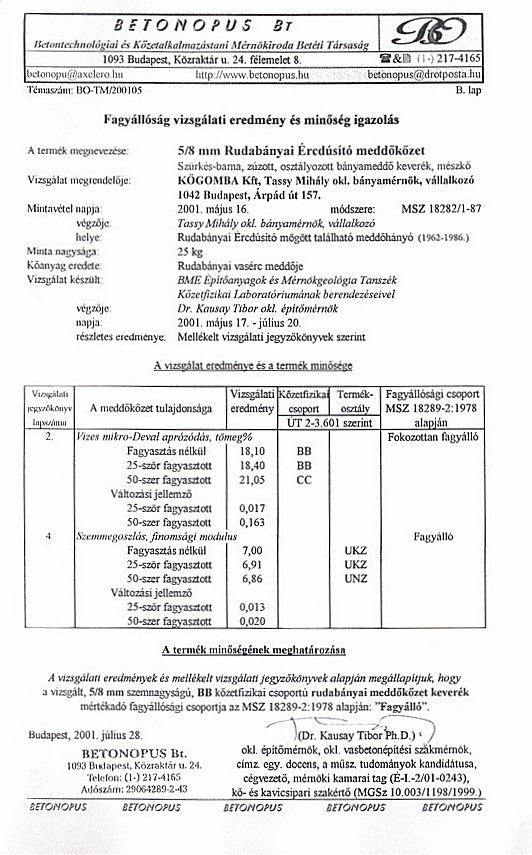 BETONOPUS BT
Betontechnológiai és Kőzetalkalmazástani Mérnökiroda Betéti Társaság
1093 Budapest, Közraktár u. 24. félemelet 8. ☎&🖷 (1-) 217-4165
betonopu@axelero.hu http://www.betonopus.hu betonopus@drotposta.hu
Témaszám: BO-TM/200105 B. lap
Fagyállóság vizsgálati eredmény és minőség igazolás
A termék megnevezése: 5/8 mm Rudabányai Ércdúsító meddőkőzet
Szürkés-barna, zúzott, osztályozott bányameddő keverék, mészkő
Vizsgálat megrendelője: KŐGOMBA Kft, Tassy Mihály okl. bányamérnök, vállalkozó
1042 Budapest, Árpád út 157.
Mintavétel napja: 2001. május 16. módszere: MSZ 18282/1-87
végzője: Tassy Mihály okl. bányamérnök, vállalkozó
helye: Rudabányai Ércdúsító mögött található meddőhányó (1962-1986.)
Minta nagysága: 25 kg
Kőanyag eredete: Rudabányai vasérc meddője
Vizsgálat készült: BME Építőanyagok és Mérnökgeológia Tanszék
Kőzetfizikai Laboratóriumának berendezéseivel
végzője: Dr. Kausay Tibor okl. építőmérnök
napja: 2001. május 17. - július 20.
részletes eredménye: Mellékelt vizsgálati jegyzőkönyvek szerint
A vizsgálat eredménye és a termék minősége
Vizsgálati jegyzőkönyv lapszáma
A meddőkőzet tulajdonsága
Vizsgálati eredmény
Kőzetfizikai csoport
Termék-osztály
ÚT 2-3.601 szerint
Fagyállósági csoport MSZ 18289-2:1978 alapján
2. Vizes mikro-Deval aprózódás, tömeg% Fokozottan fagyálló
Fagyasztás nélkül 18,10 BB
25-ször fagyasztott 18,40 BB
50-szer fagyasztott 21,05 CC
Változási jellemző
25-ször fagyasztott 0,017
50-szer fagyasztott 0,163
4 Szemmegoszlás, finomsági modulus Fagyálló
Fagyasztás nélkül 7,00 UKZ
25-ször fagyasztott 6,91 UKZ
50-szer fagyasztott 6,86 UNZ
Változási jellemző
25-ször fagyasztott 0,013
50-szer fagyasztott 0,020
A termék minőségének meghatározása
A vizsgálati eredmények és mellékelt vizsgálati jegyzőkönyvek alapján megállapítjuk, hogy
a vizsgált, 5/8 mm szemnagyságú, BB kőzetfizikai csoportú rudabányai meddőkőzet keverék
mértékadó fagyállósági csoportja az MSZ 18289-2:1978 alapján: "Fagyálló".
Budapest, 2001. július 28. (Dr. Kausay Tibor Ph.D.)
BETONOPUS Bt. okl. építőmérnök, okl. vasbetonépítési szakmérnök,
1093 Budapest, Közraktár u. 24. címz. egy. docens, a műsz. tudományok kandidátusa,
Telefon: (1-) 217-4165 cégvezető, mérnöki kamarai tag (É-I.-2/01-0243),
Adószám: 29064289-2-43 kő- és kavicsipari szakértő (MGSz 10.003/1198/1999.)
BETONOPUS BETONOPUS BETONOPUS BETONOPUS BETONOPUS